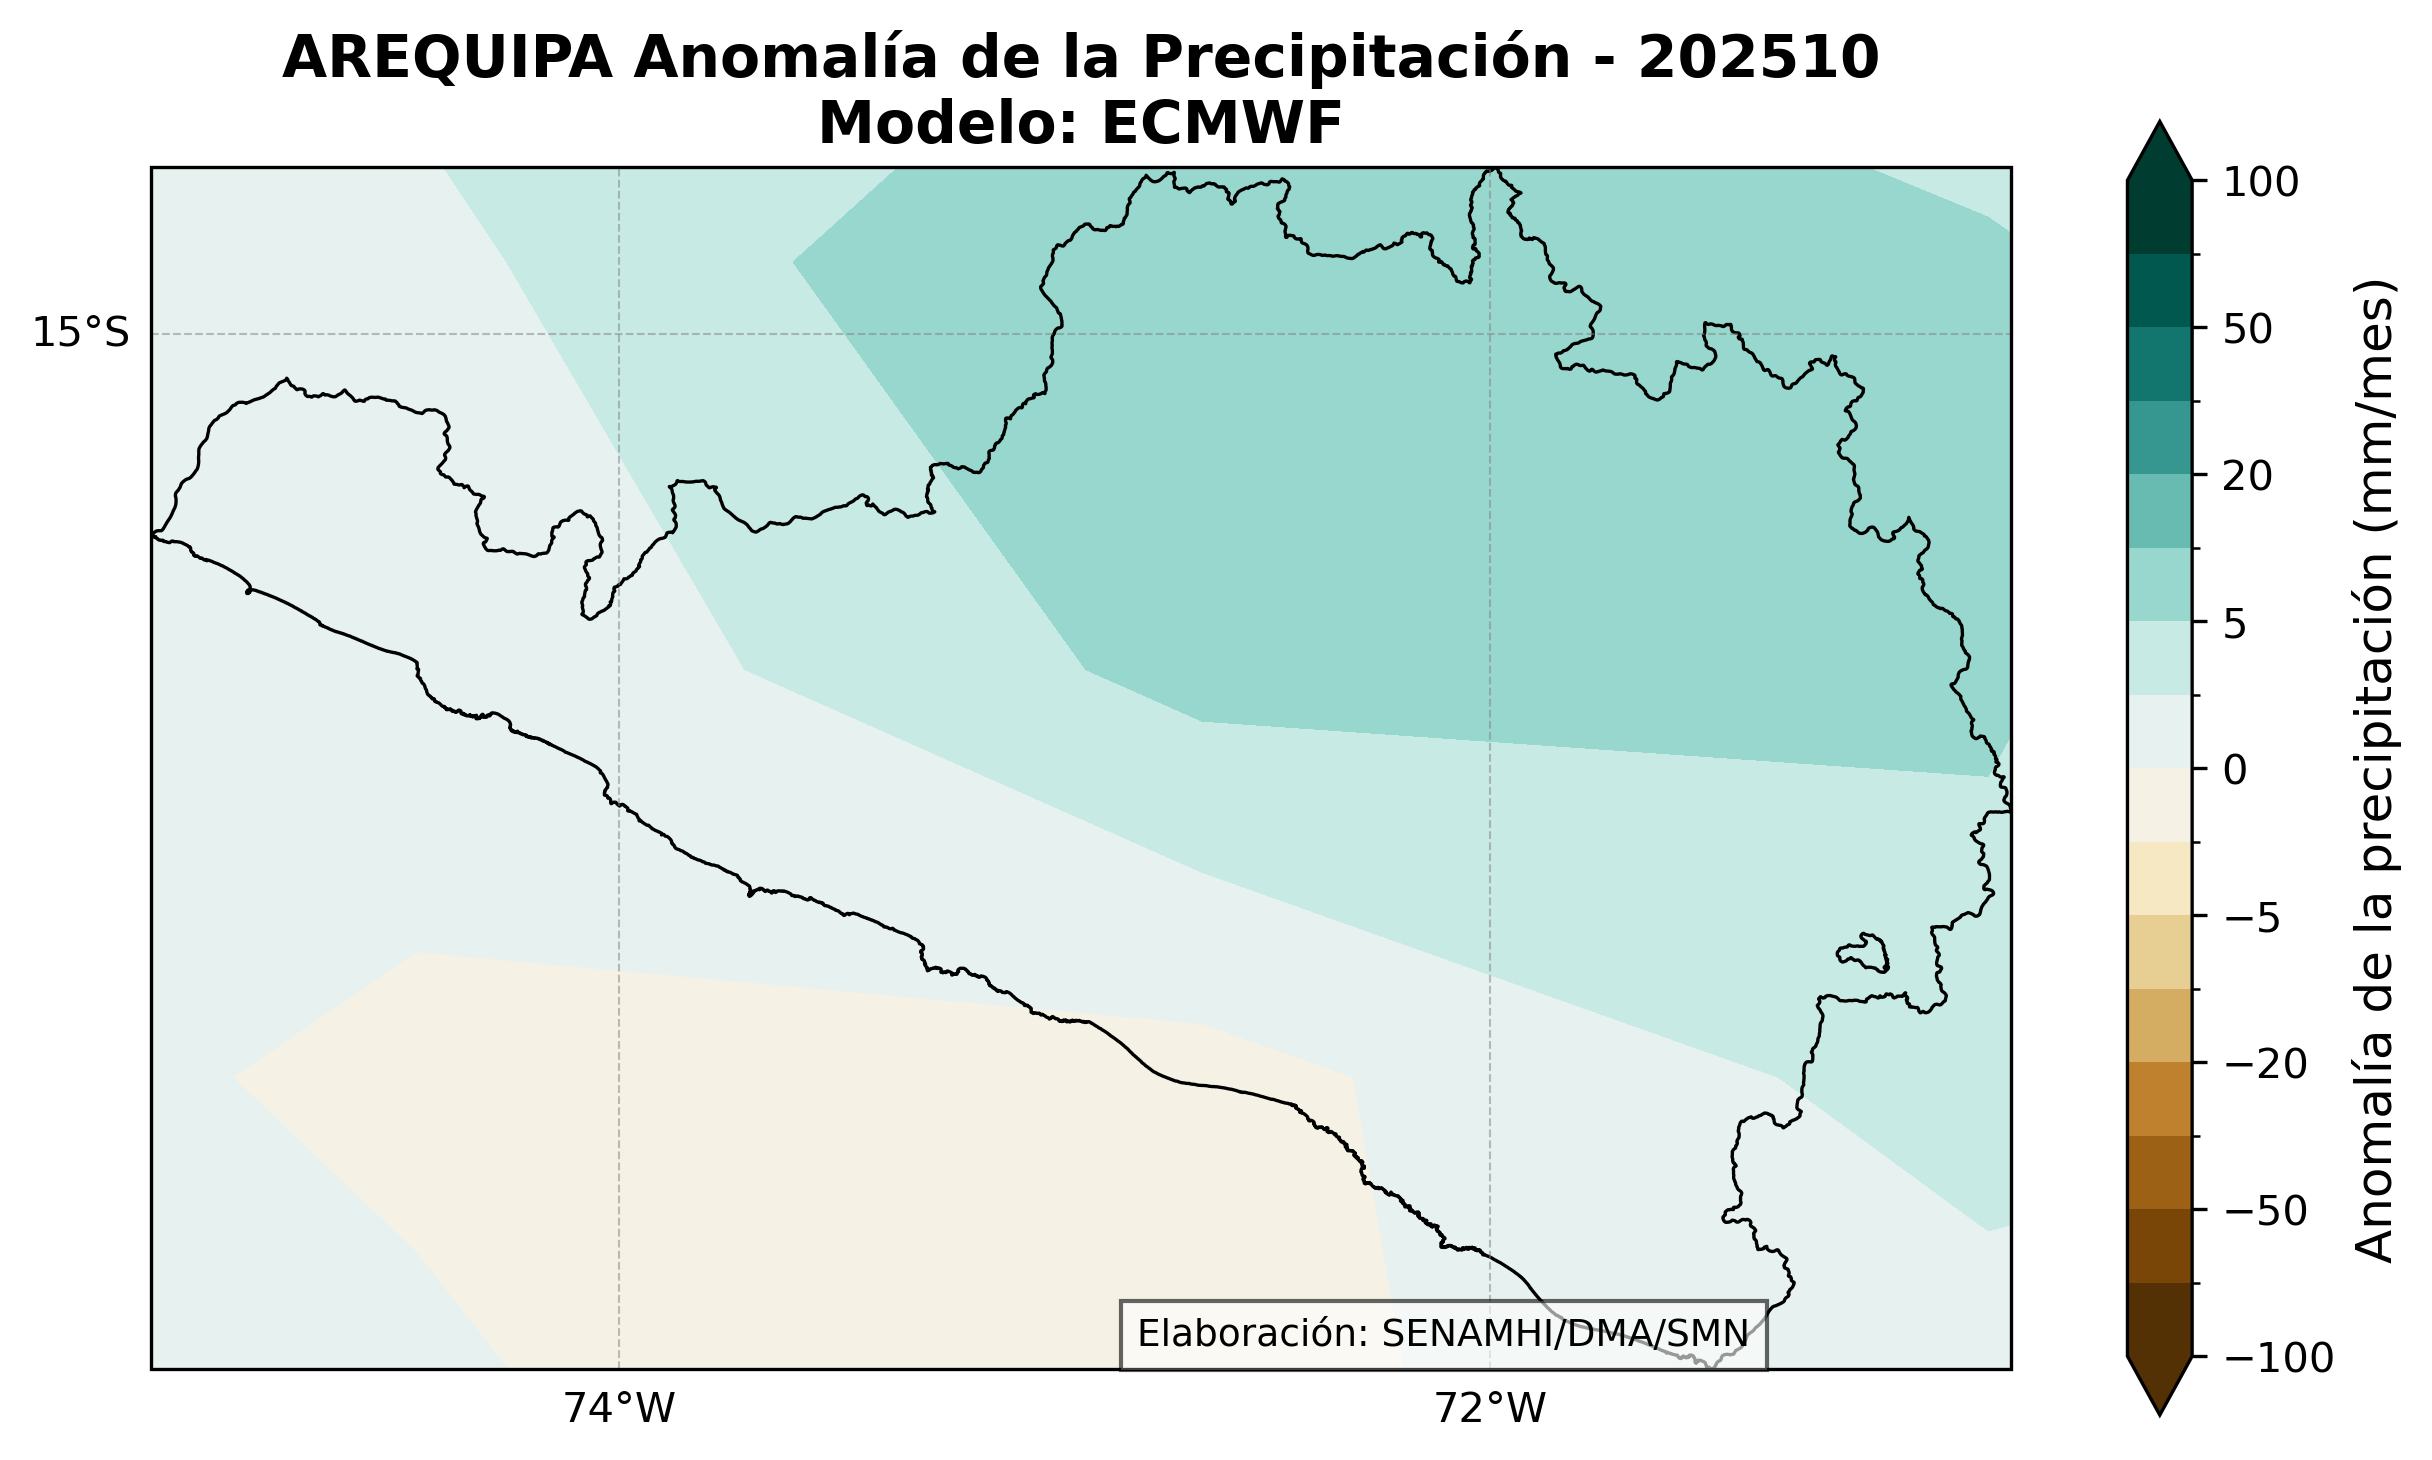 AREQUIPA Anomalía de la Precipitación - 202510
Modelo: ECMWF
15°S
74°W
72°W
Elaboración: SENAMHI/DMA/SMN
100
50
20
5
0
−5
−20
−50
−100
Anomalía de la precipitación (mm/mes)